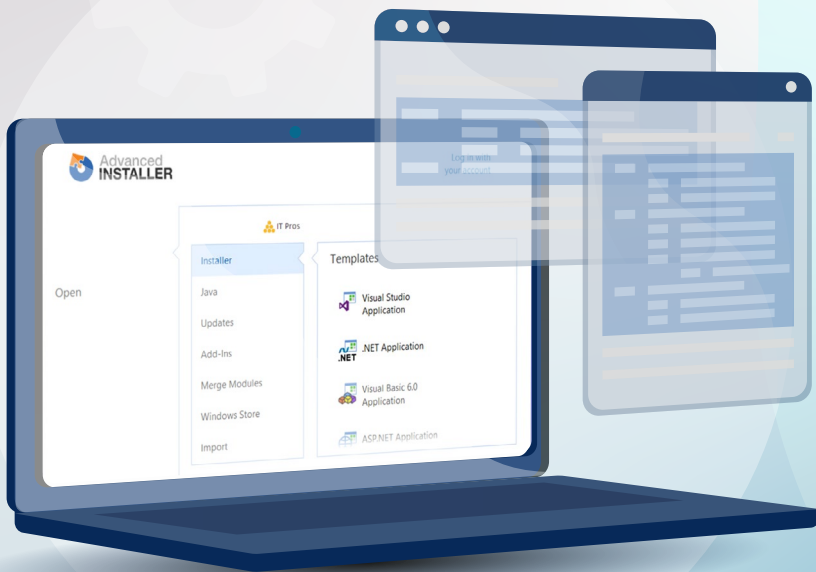 Advanced
INSTALLER
Log in with
your account
IT Pros
Open
Installer
Java
Updates
Add-Ins
Merge Modules
Windows Store
Import
Templates
Visual Studio
Application
.NET
.NET Application
Visual Basic 6.0
Application
ASP.NET Application